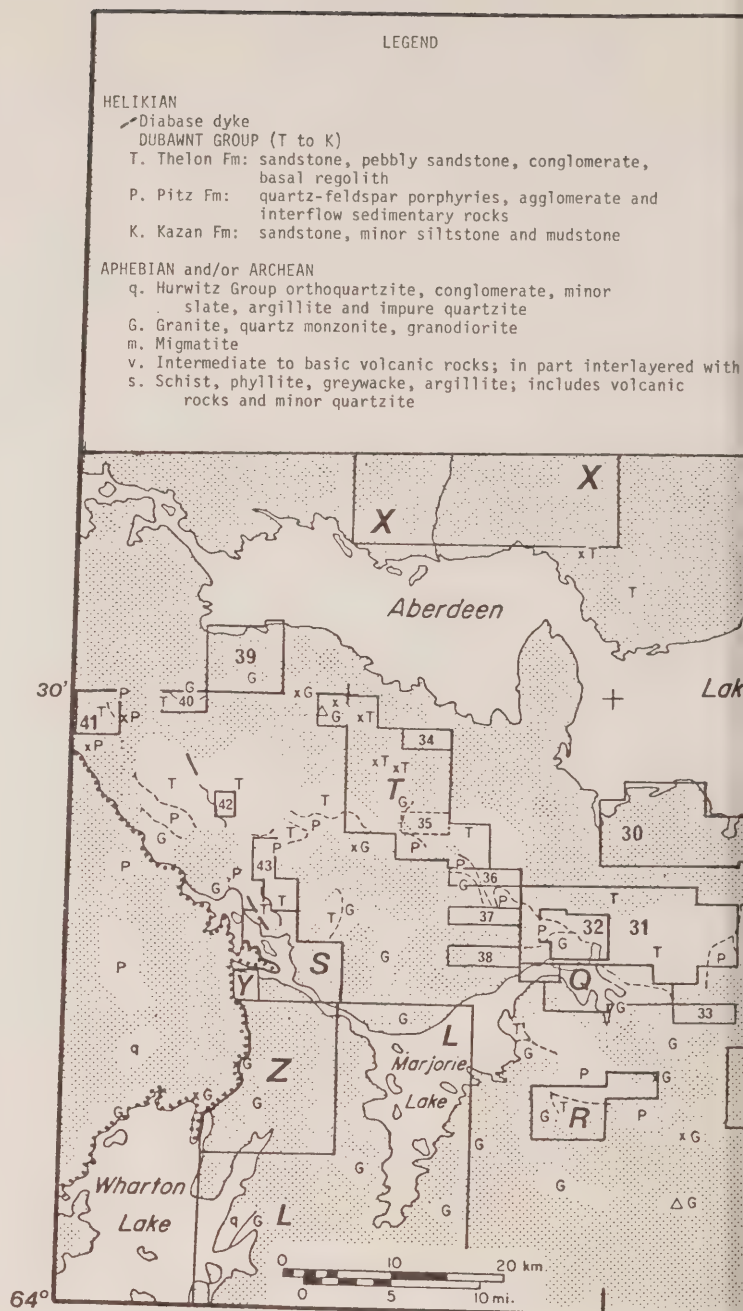 LEGEND
HELIKIAN
Diabase dyke
DUBAWNT GROUP (T to K)
T. Thelon Fm: sandstone, pebbly sandstone, conglomerate,
basal regolith
P. Pitz Fm: quartz-feldspar porphyries, agglomerate and
interflow sedimentary rocks
K. Kazan Fm: sandstone, minor siltstone and mudstone
APHEBIAN and/or ARCHEAN
q. Hurwitz Group orthoquartzite, conglomerate, minor
slate, argillite and impure quartzite
G. Granite, quartz monzonite, granodiorite
m. Migmatite
v. Intermediate to basic volcanic rocks; in part interlayered with
s. Schist, phyllite, greywacke, argillite; includes volcanic
rocks and minor quartzite
X
X
x T
T
Aberdeen
39
G
30'
P
G
T 40
x G
x
G
x T
Lak
41
T
x P
x P
34
x T x T
T
T
T
42
T
P
G
T
G
35
T
30
T
P
P
x G
P
43
P
P
G
36
P
T
T T
T
G
37
P
32
31
G
T
P
S
G
38
P
Y
Q
G
33
G
L
T
q
Z
Marjorie
Lake
G
G
G
G
P
x G
G
T
R
P
G
G
G
x G
Wharton
Lake
G
G
q
G
L
G
G
G
0 10 20 km
0 5 10 mi.
64°